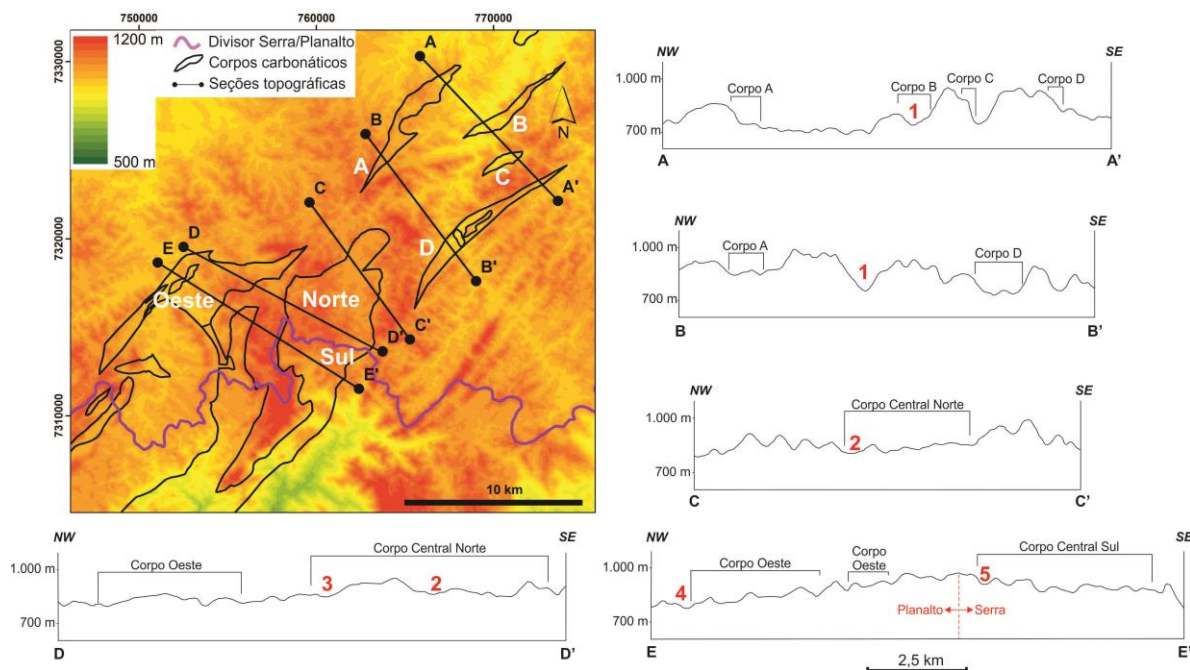 750000 760000 770000
7330000
7320000
7310000
1200 m
500 m
Divisor Serra/Planalto
Corpos carbonáticos
Seções topográficas
N
A
B
B
A
C
C
A'
D
D
E
B'
Oeste
Norte
C'
D'
Sul
E'
10 km
NW SE
1.000 m
700 m
Corpo A
Corpo B
Corpo C
Corpo D
1
A A'
NW SE
1.000 m
700 m
Corpo A
Corpo D
1
B B'
NW SE
1.000 m
700 m
Corpo Central Norte
2
C C'
NW SE
1.000 m
700 m
Corpo Oeste
Corpo Central Norte
3 2
D D'
NW SE
1.000 m
700 m
Corpo Oeste
Corpo
Oeste
Corpo Central Sul
4 5
Planalto Serra
E E'
2,5 km